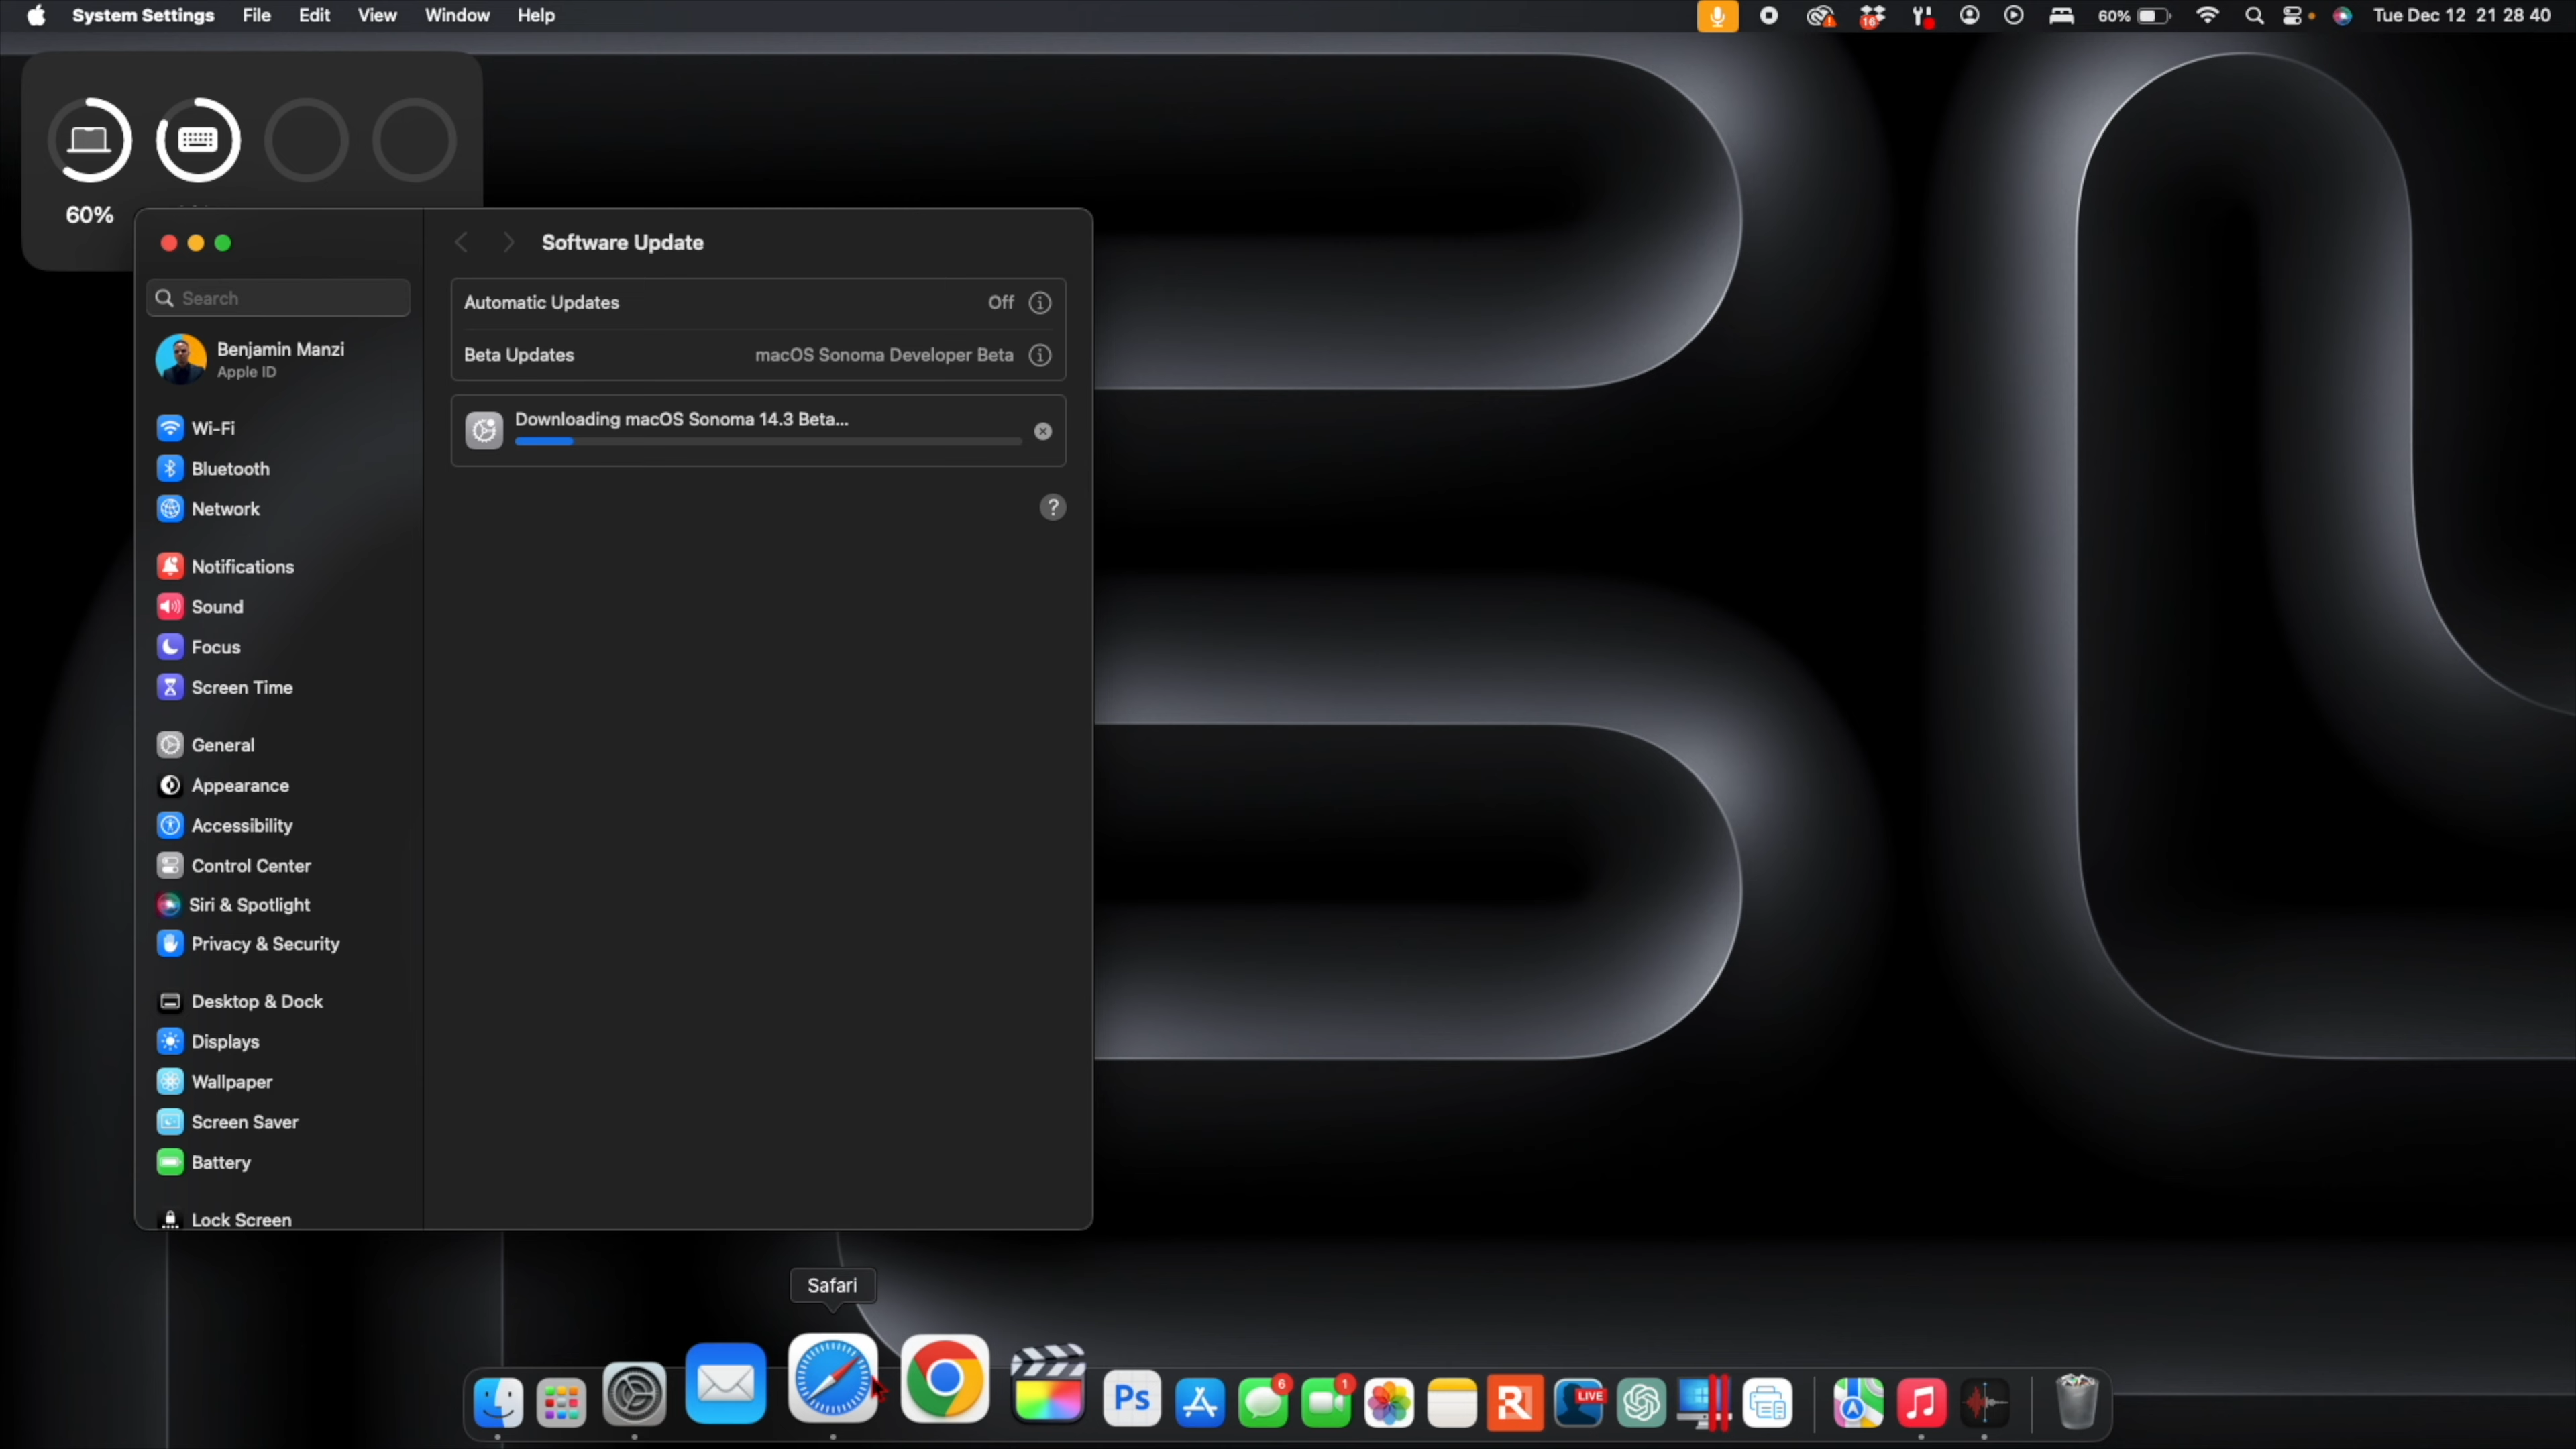 System Settings File Edit View Window Help
16 60% Tue Dec 12 21 28 40
60%
Software Update
Search
Automatic Updates Off
Benjamin Manzi
Apple ID
Beta Updates macOS Sonoma Developer Beta
Downloading macOS Sonoma 14.3 Beta...
?
Wi-Fi
Bluetooth
Network
Notifications
Sound
Focus
Screen Time
General
Appearance
Accessibility
Control Center
Siri & Spotlight
Privacy & Security
Desktop & Dock
Displays
Wallpaper
Screen Saver
Battery
Lock Screen
Safari
Ps 6 1 R LIVE